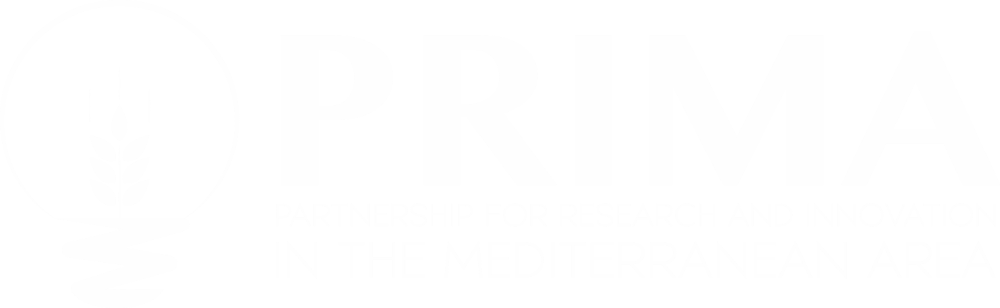 PRIMA
PARTNERSHIP FOR RESEARCH AND INNOVATION
IN THE MEDITERRANEAN AREA